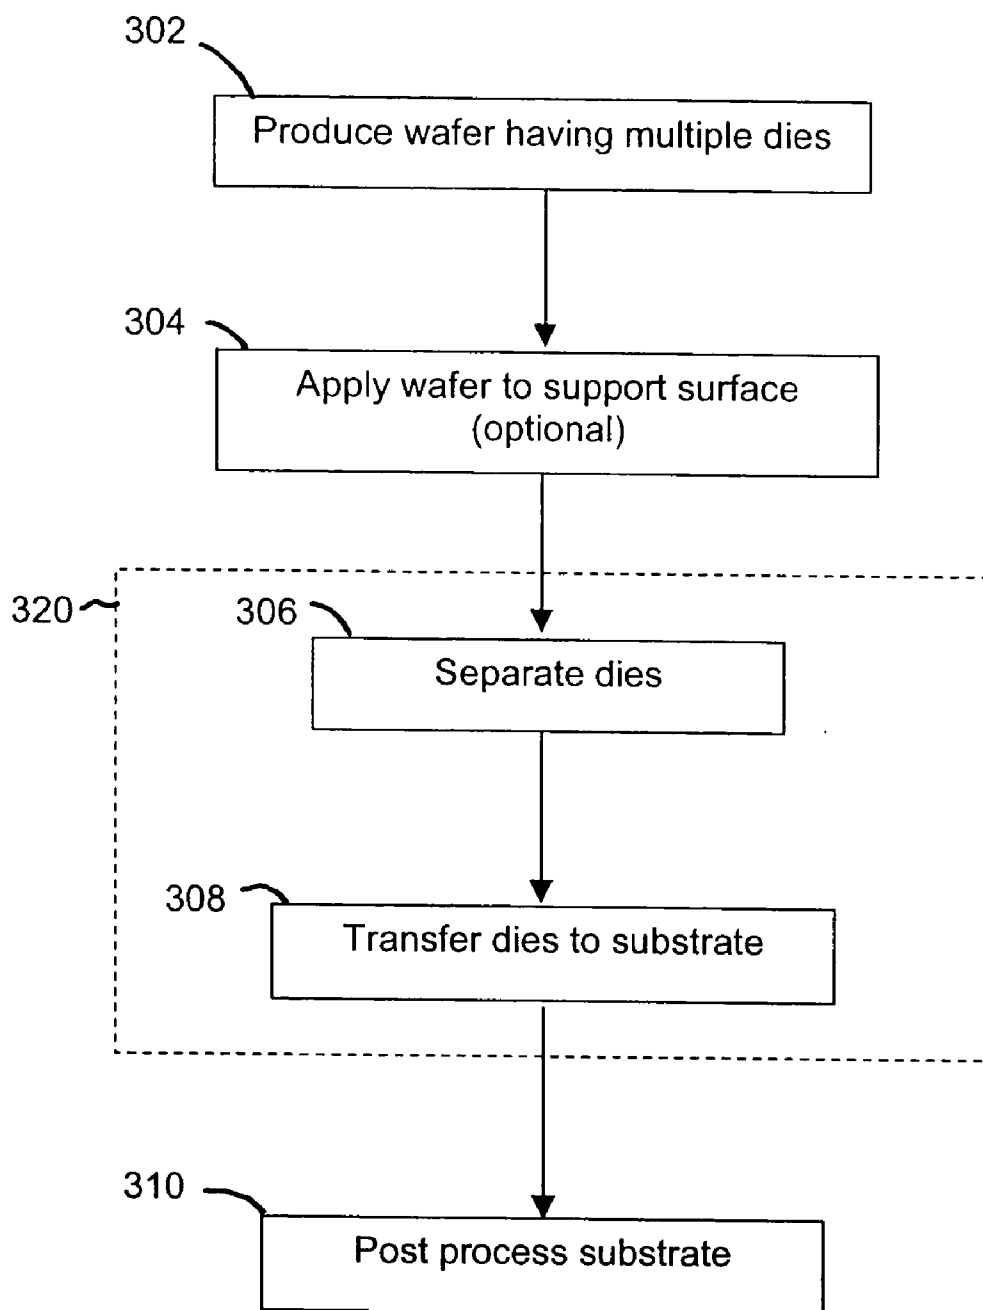 302
Produce wafer having multiple dies
304
Apply wafer to support surface
(optional)
320
306
Separate dies
308
Transfer dies to substrate
310
Post process substrate